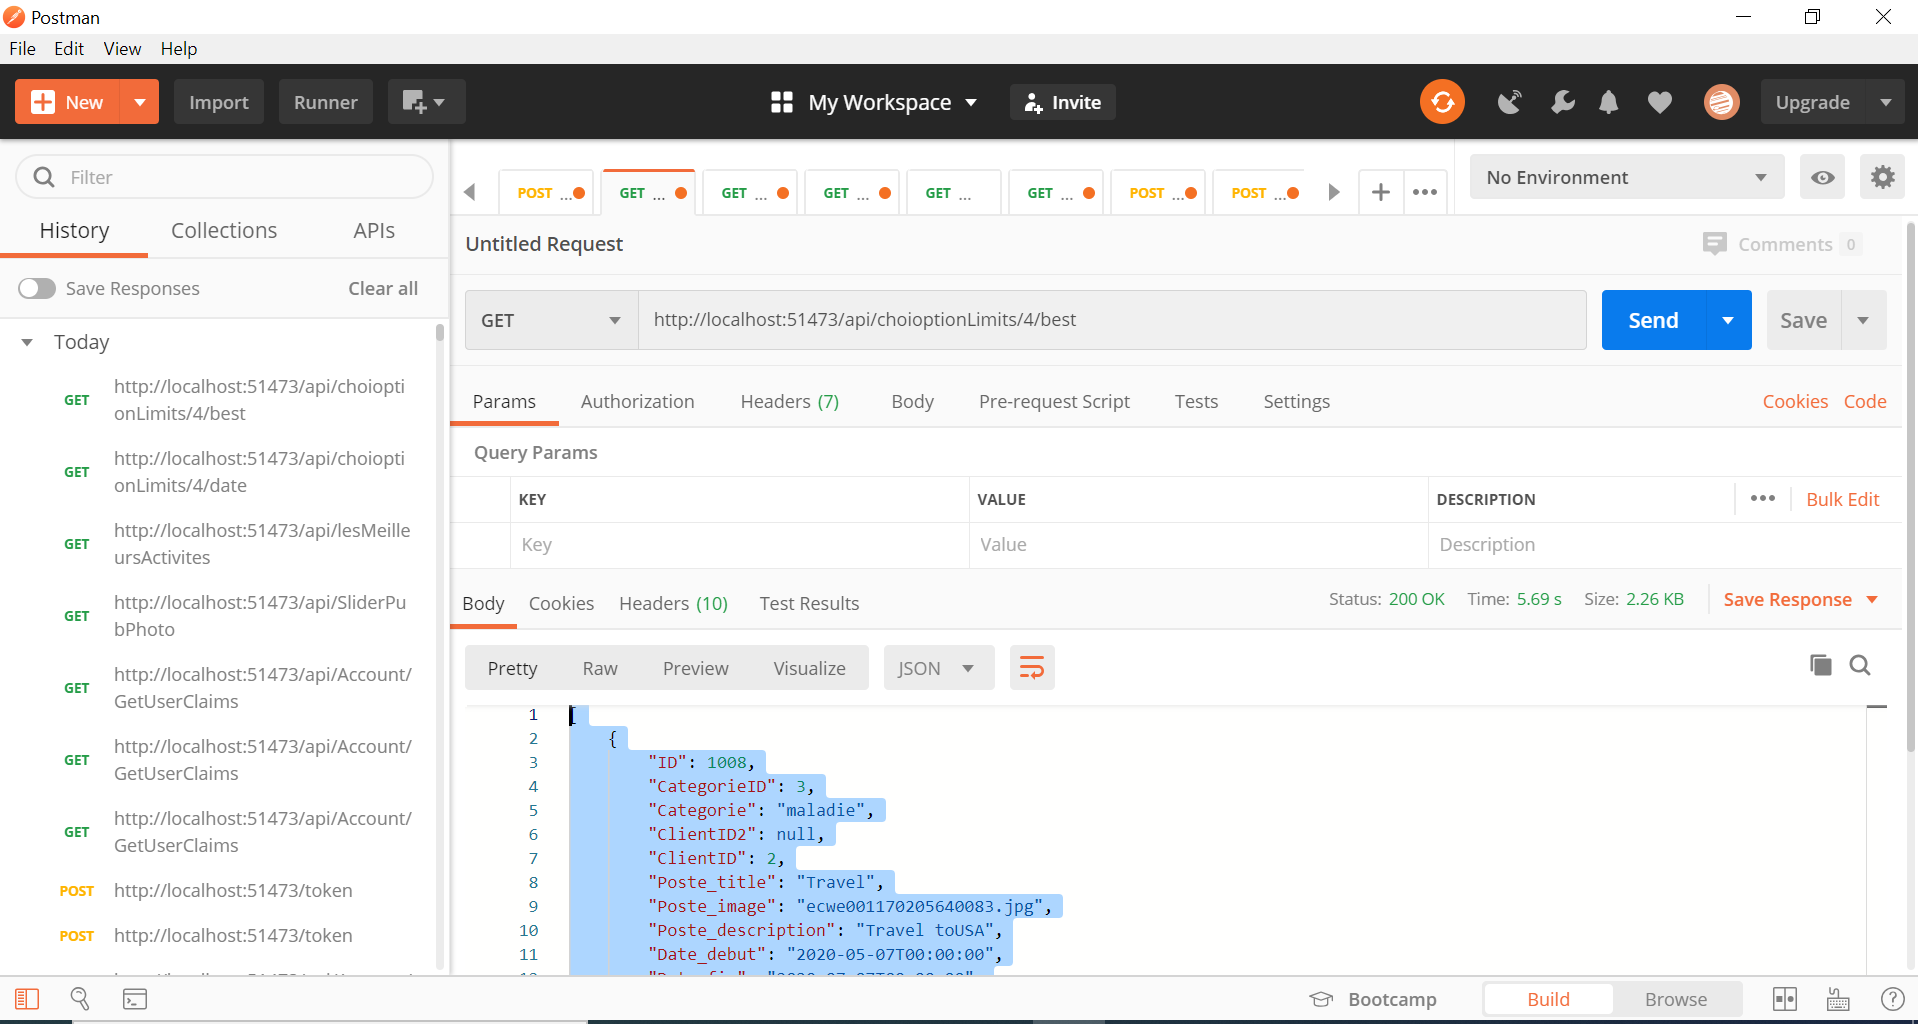 Postman
File Edit View Help
New Import Runner My Workspace Invite Upgrade
Filter
History Collections APIs
Save Responses Clear all
Today
GET http://localhost:51473/api/choiopti
onLimits/4/best
GET http://localhost:51473/api/choiopti
onLimits/4/date
GET http://localhost:51473/api/lesMeille
ursActivites
GET http://localhost:51473/api/SliderPu
bPhoto
GET http://localhost:51473/api/Account/
GetUserClaims
GET http://localhost:51473/api/Account/
GetUserClaims
GET http://localhost:51473/api/Account/
GetUserClaims
POST http://localhost:51473/token
POST http://localhost:51473/token
POST ... GET ... GET ... GET ... GET ... GET ... POST ... POST ... No Environment
Untitled Request Comments 0
GET http://localhost:51473/api/choioptionLimits/4/best Send Save
Params Authorization Headers (7) Body Pre-request Script Tests Settings Cookies Code
Query Params
KEY VALUE DESCRIPTION ••• Bulk Edit
Key Value Description
Body Cookies Headers (10) Test Results Status: 200 OK Time: 5.69 s Size: 2.26 KB Save Response
Pretty Raw Preview Visualize JSON
1 [
2 {
3 "ID": 1008,
4 "CategorieID": 3,
5 "Categorie": "maladie",
6 "ClientID2": null,
7 "ClientID": 2,
8 "Poste_title": "Travel",
9 "Poste_image": "ecwe001170205640083.jpg",
10 "Poste_description": "Travel toUSA",
11 "Date_debut": "2020-05-07T00:00:00",
Bootcamp Build Browse